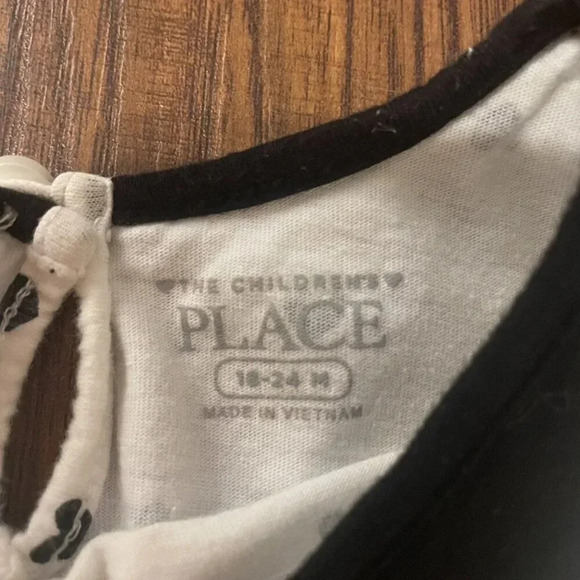 THE CHILDREN'S
PLACE
18-24 M
MADE IN VIETNAM